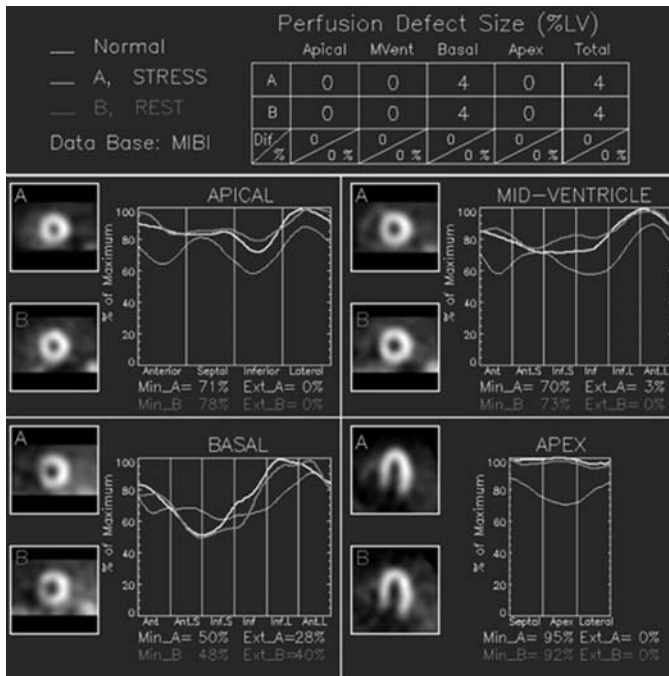 Perfusion Defect Size (%LV)
Normal
A, STRESS
B, REST
Data Base: MIBI
Apical MVent Basal Apex Total
A 0 0 4 0 4
B 0 0 4 0 4
Dif. % 0 0 % 0 0 % 0 0 % 0 0 % 0 0 %
A
B
APICAL
% of Maximum
100
80
60
40
20
0
Anterior Septal Inferior Lateral
Min_A= 71% Ext_A= 0%
Min_B 78% Ext_B= 0%
A
B
MID-VENTRICLE
% of Maximum
100
80
60
40
20
0
Ant Ant.S Inf.S Inf Inf.L Ant.L
Min_A= 70% Ext_A= 3%
Min_B 73% Ext_B= 0%
A
B
BASAL
% of Maximum
100
80
60
40
20
0
Ant Ant.S Inf.S Inf Inf.L Ant.L
Min_A= 50% Ext_A=28%
Min_B 48% Ext_B=40%
A
B
APEX
% of Maximum
100
80
60
40
20
0
Septal Apex Lateral
Min_A= 95% Ext_A= 0%
Min_B= 92% Ext_B= 0%